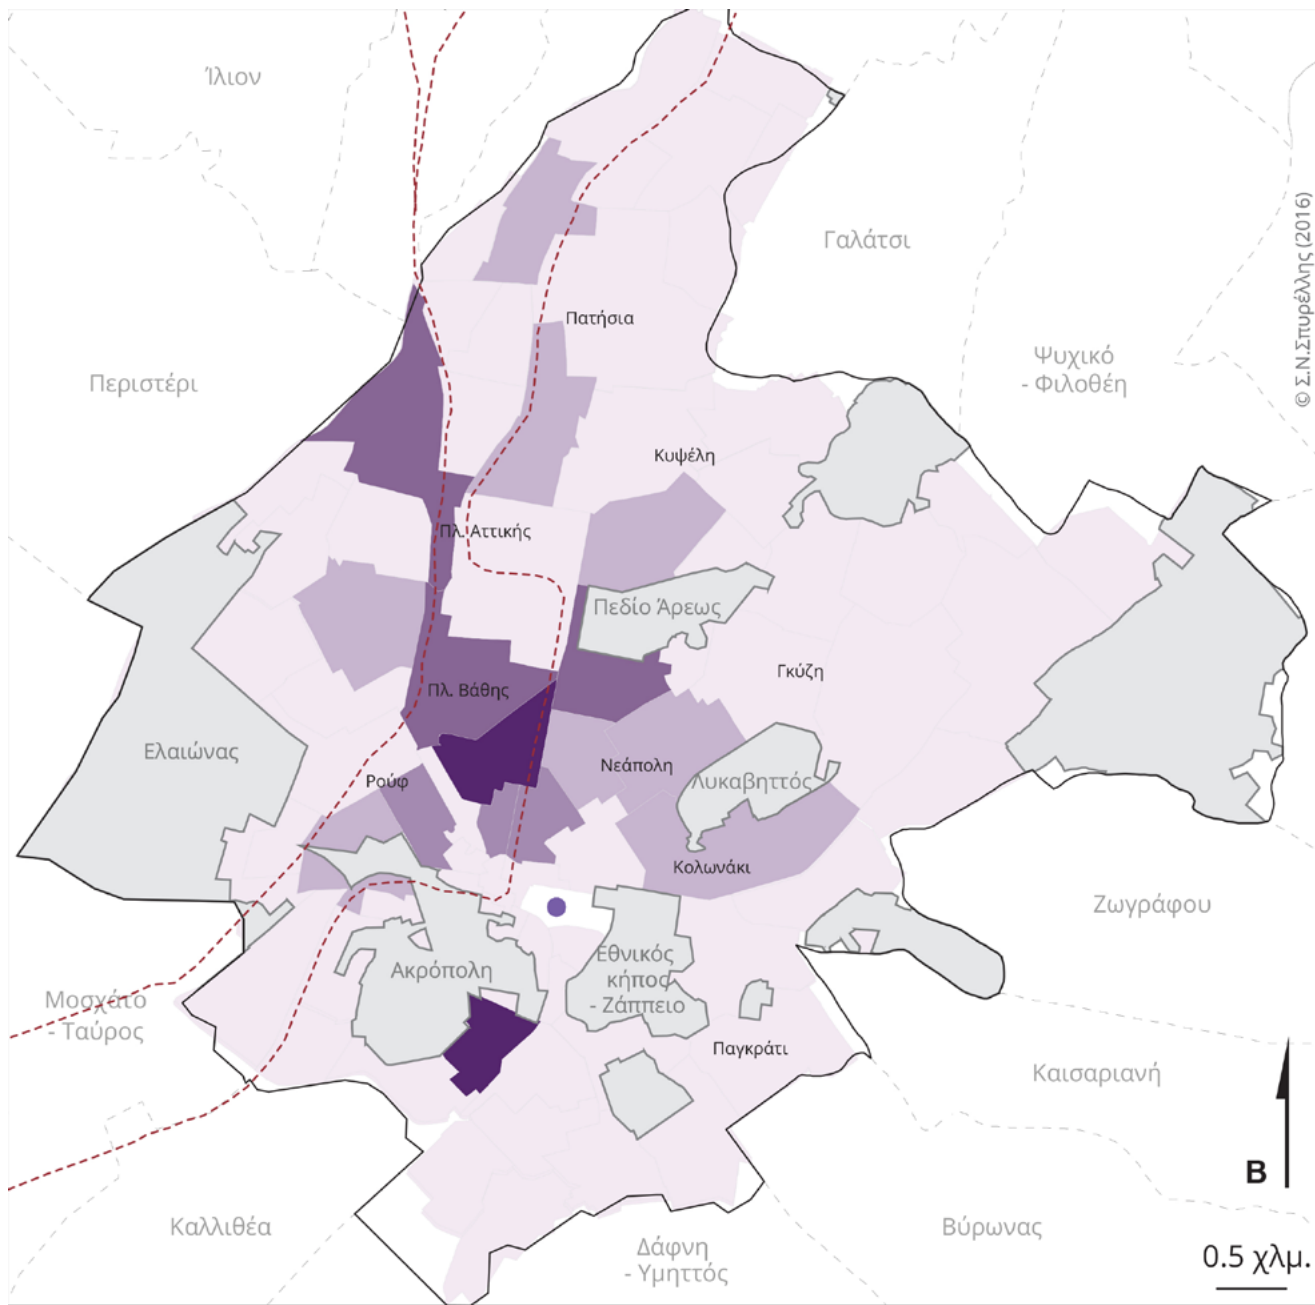 Ίλιον
© Σ.Ν.Σπυρέλλης (2016)
Γαλάτσι
Πατήσια
Ψυχικό
- Φιλοθέη
Περιστέρι
Κυψέλη
Πλ. Αττικής
Πεδίο Άρεως
Γκύζη
Πλ. Βάθης
Ελαιώνας
Ρούφ
Νεάπολη
Λυκαβηττός
Κολωνάκι
Ζωγράφου
Ακρόπολη
Εθνικός
κήπος
- Ζάππειο
Μοσχάτο
- Ταύρος
Παγκράτι
Καισαριανή
Β
Καλλιθέα
Βύρωνας
Δάφνη
- Υμηττός
0.5 χλμ.